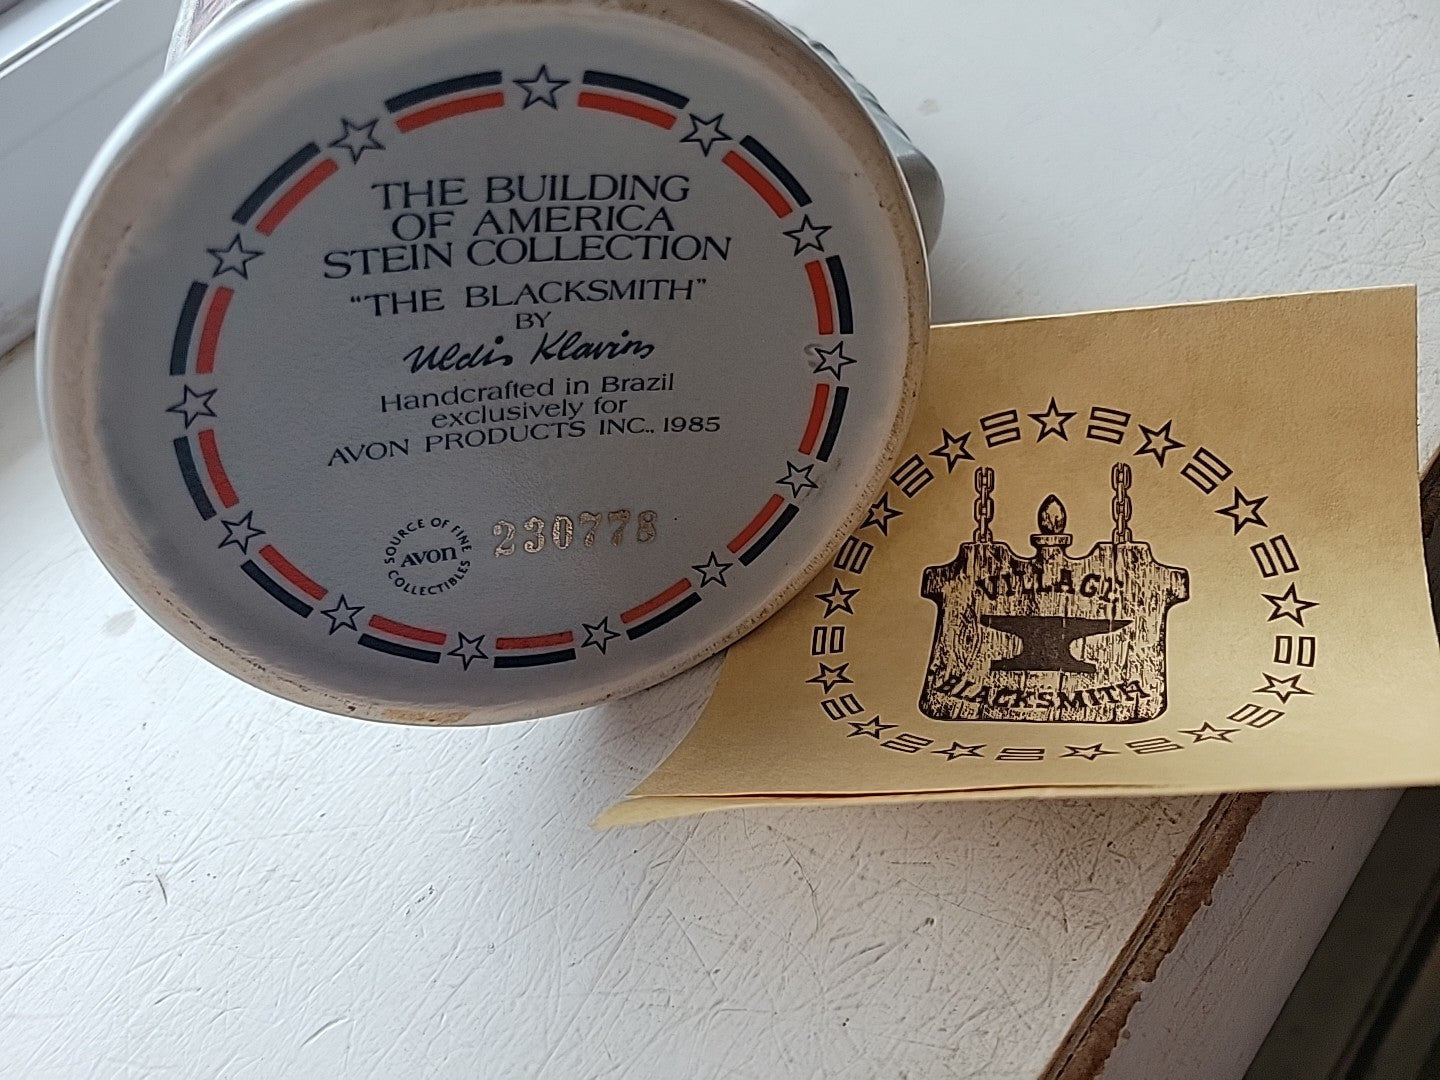 THE BUILDING
OF AMERICA
STEIN COLLECTION
"THE BLACKSMITH"
BY
Uldis Klavins
Handcrafted in Brazil
exclusively for
AVON PRODUCTS INC., 1985
SOURCE OF FINE
AVON
COLLECTIBLES
230778
VILLAGE
BLACKSMITH